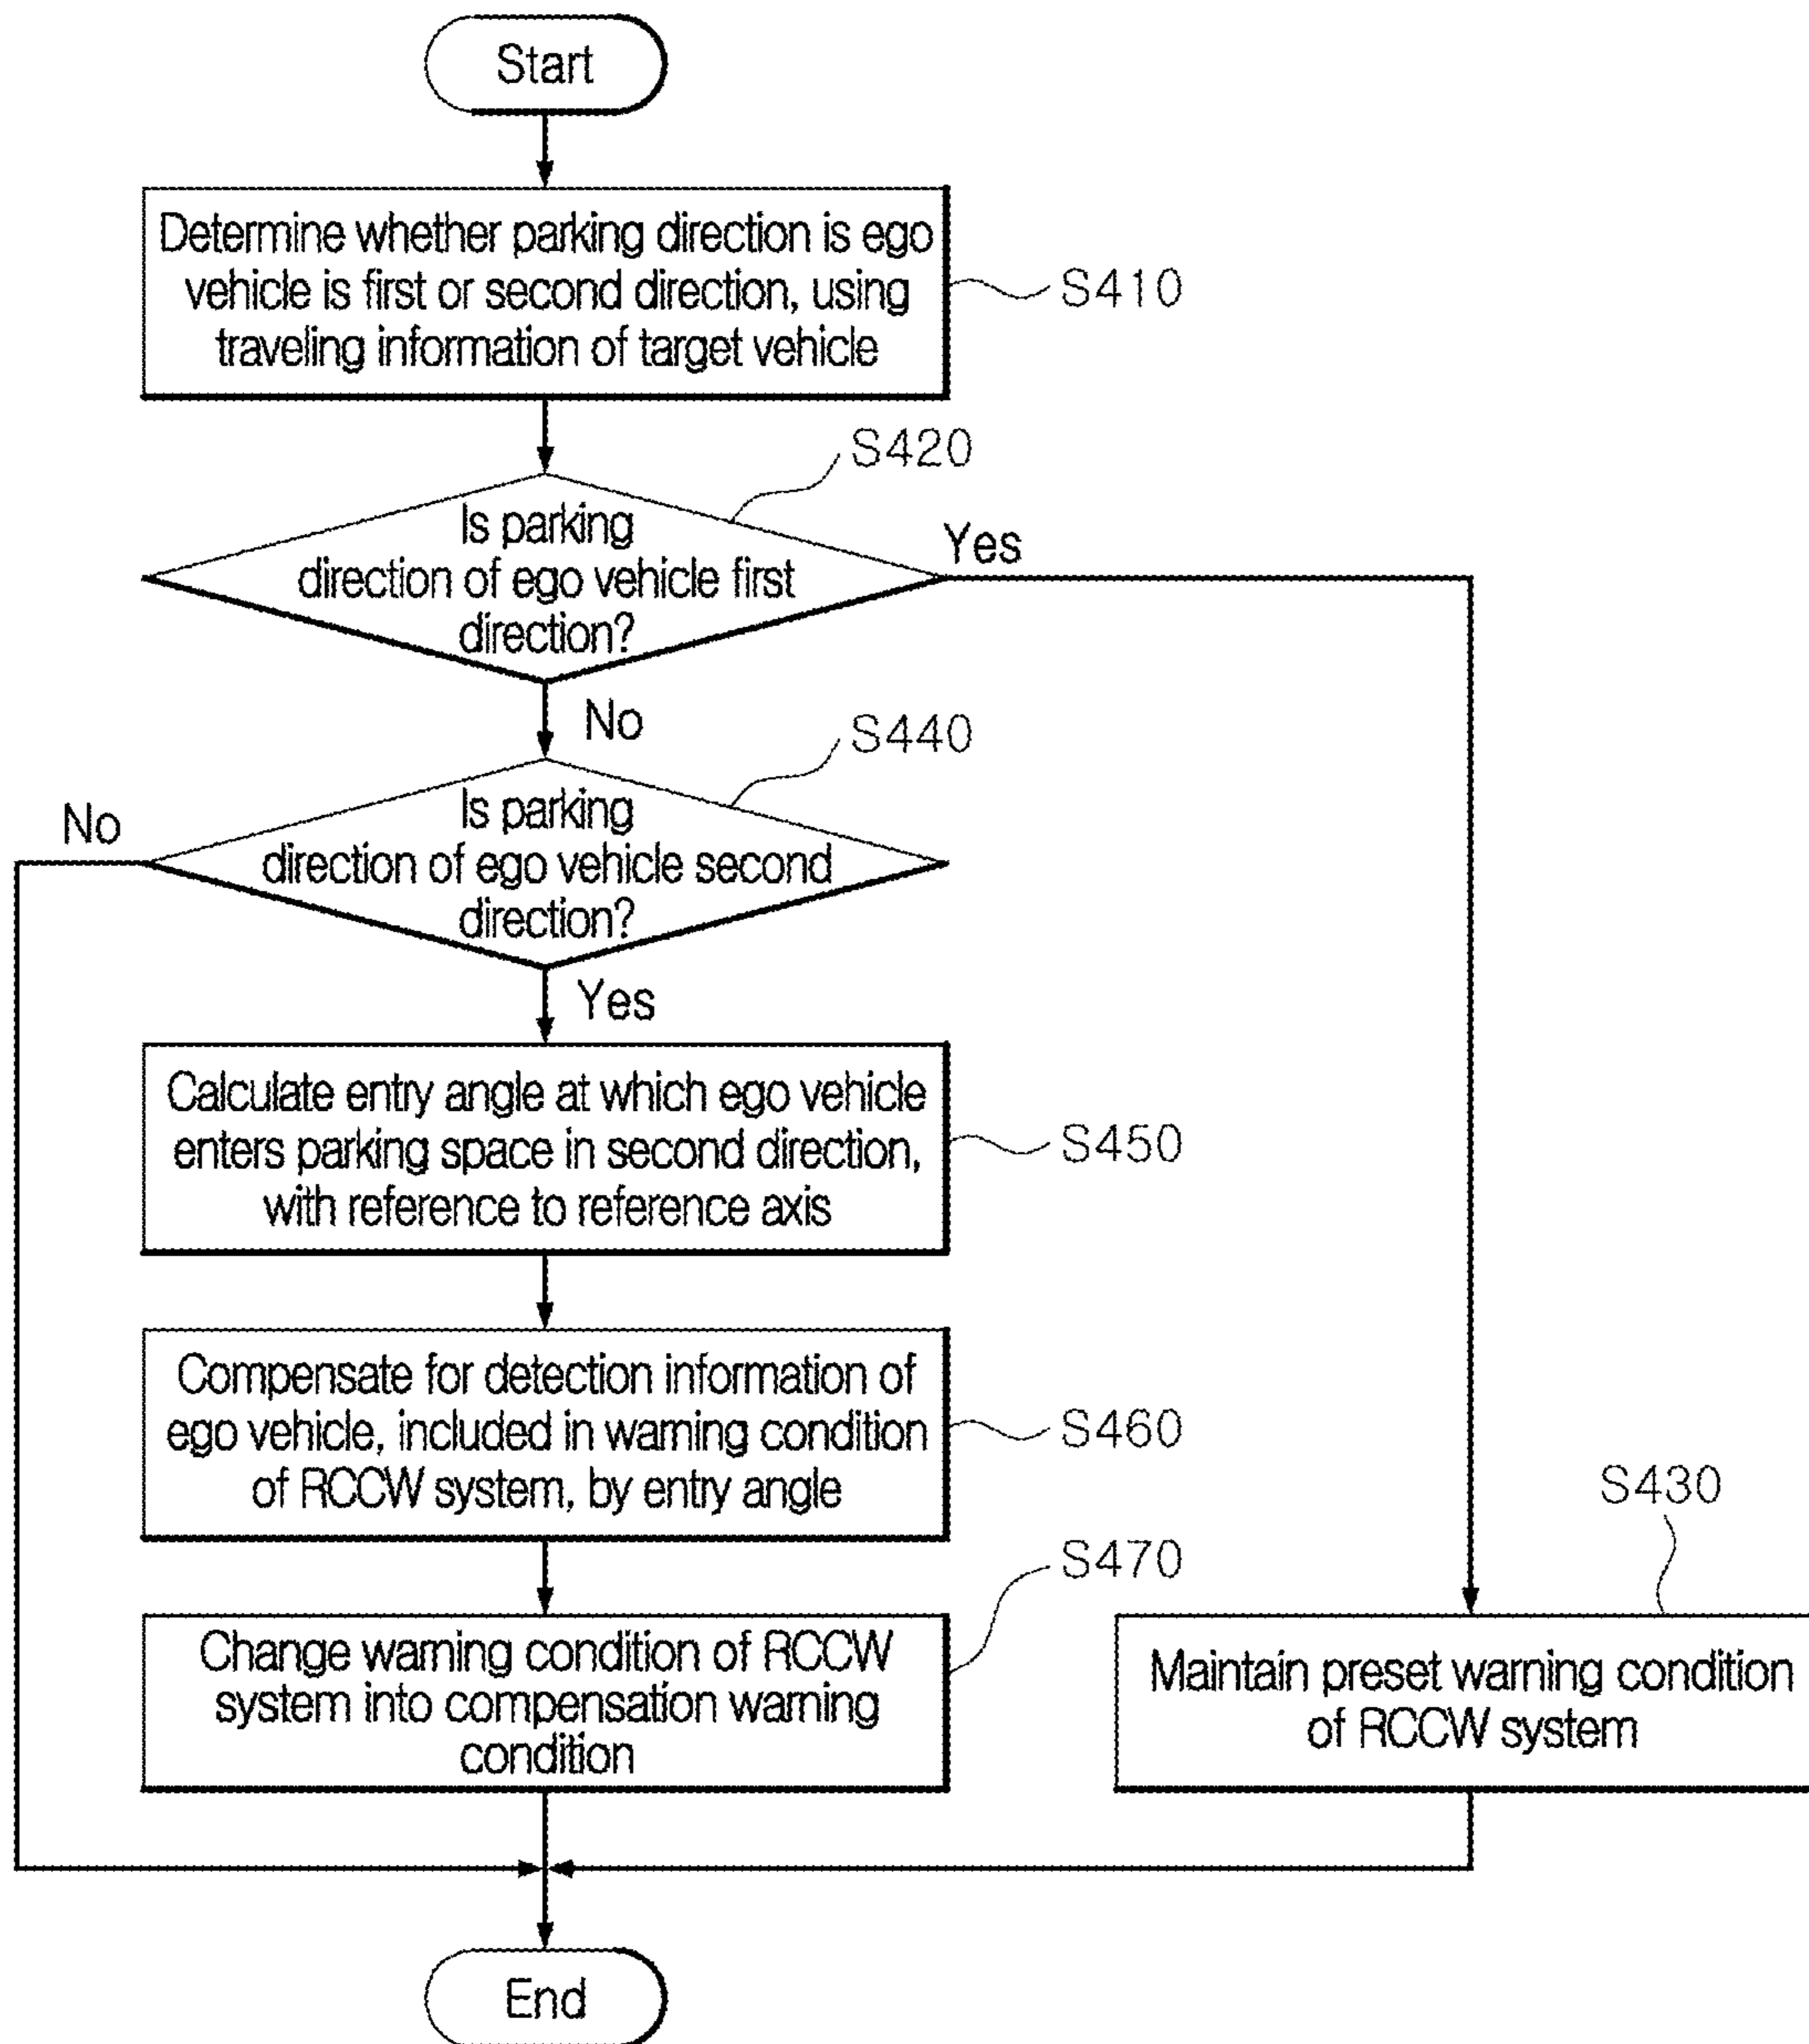 Start
Determine whether parking direction is ego
vehicle is first or second direction, using
traveling information of target vehicle
S410
S420
Is parking
direction of ego vehicle first
direction?
Yes
No
S440
Is parking
direction of ego vehicle second
direction?
No
Yes
Calculate entry angle at which ego vehicle
enters parking space in second direction,
with reference to reference axis
S450
Compensate for detection information of
ego vehicle, included in warning condition
of RCCW system, by entry angle
S460
S430
S470
Change warning condition of RCCW
system into compensation warning
condition
Maintain preset warning condition
of RCCW system
End